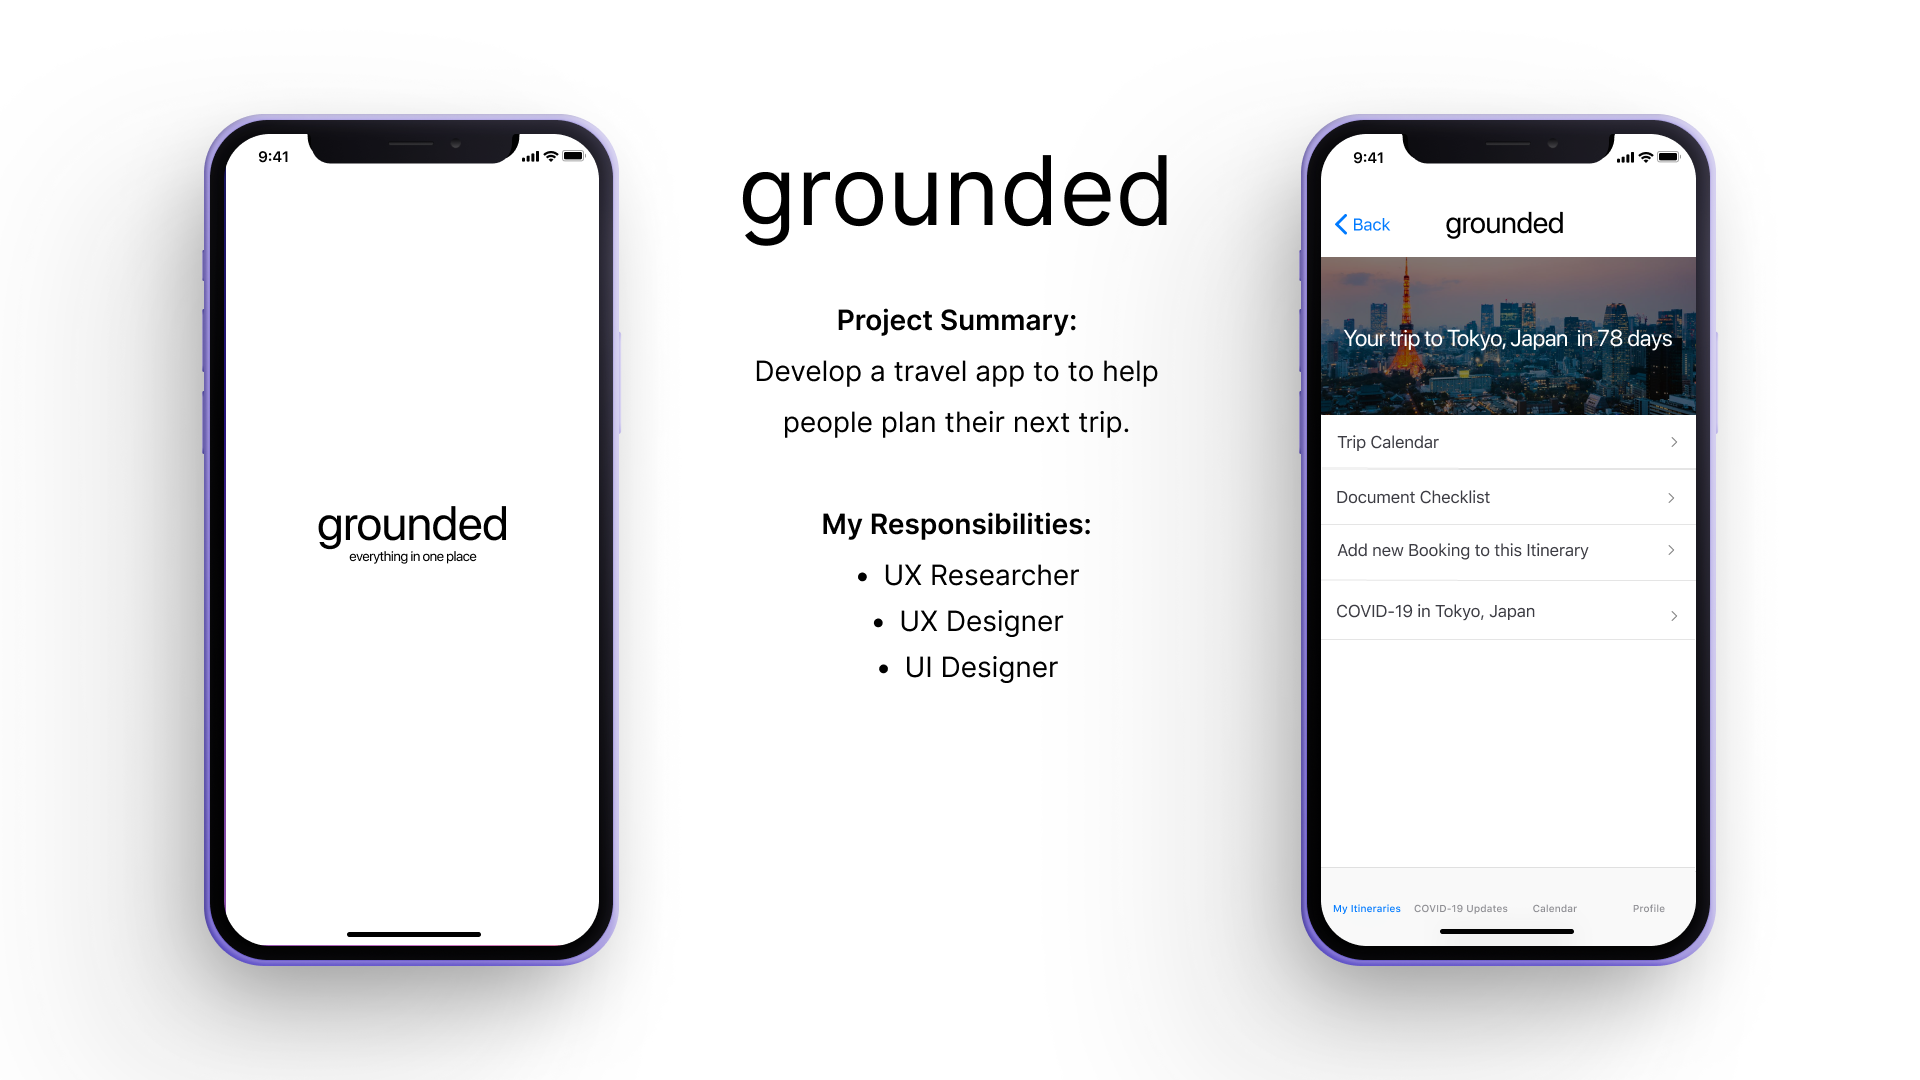 9:41
grounded
everything in one place
grounded
Project Summary:
Develop a travel app to to help
people plan their next trip.
My Responsibilities:
• UX Researcher
• UX Designer
• UI Designer
9:41
Back
grounded
Your trip to Tokyo, Japan  in 78 days
Trip Calendar
Document Checklist
Add new Booking to this Itinerary
COVID-19 in Tokyo, Japan
My Itineraries COVID-19 Updates Calendar Profile